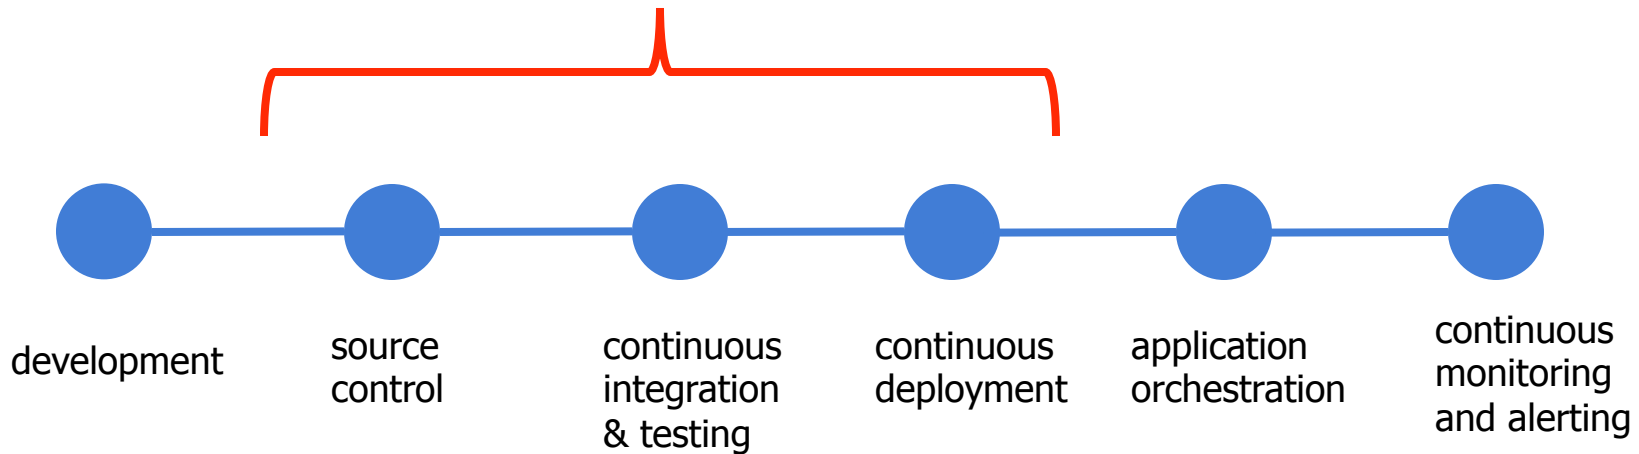 development
source
control
continuous
integration
& testing
continuous
deployment
application
orchestration
continuous
monitoring
and alerting